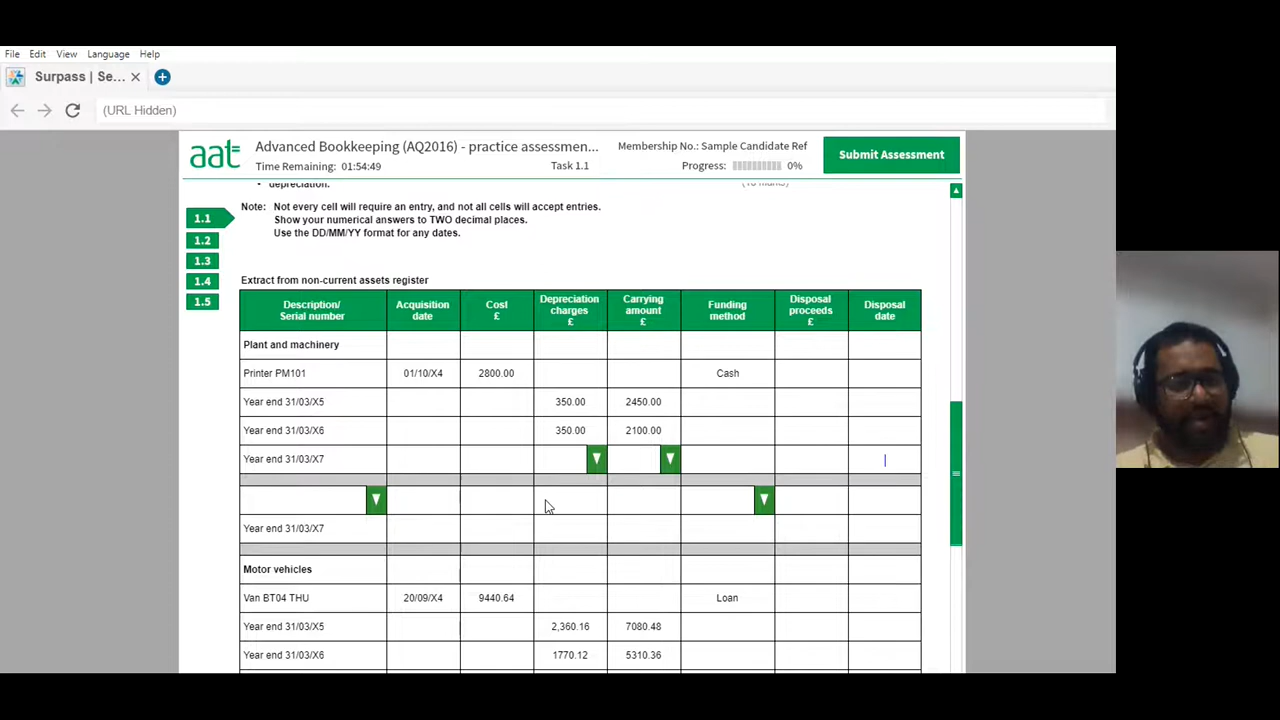 File Edit View Language Help
Surpass | Se...
(URL Hidden)
aat
Advanced Bookkeeping (AQ2016) - practice assessmen...
Time Remaining: 01:54:49
Task 1.1
Membership No.: Sample Candidate Ref
Progress: 0%
Submit Assessment
depreciation.
1.1
1.2
1.3
1.4
1.5
Note: Not every cell will require an entry, and not all cells will accept entries.
Show your numerical answers to TWO decimal places.
Use the DD/MM/YY format for any dates.
Extract from non-current assets register
Description/ Serial number Acquisition date Cost £ Depreciation charges £ Carrying amount £ Funding method Disposal proceeds £ Disposal date
Plant and machinery
Printer PM101 01/10/X4 2800.00 Cash
Year end 31/03/X5 350.00 2450.00
Year end 31/03/X6 350.00 2100.00
Year end 31/03/X7
Year end 31/03/X7
Motor vehicles
Van BT04 THU 20/09/X4 9440.64 Loan
Year end 31/03/X5 2,360.16 7080.48
Year end 31/03/X6 1770.12 5310.36